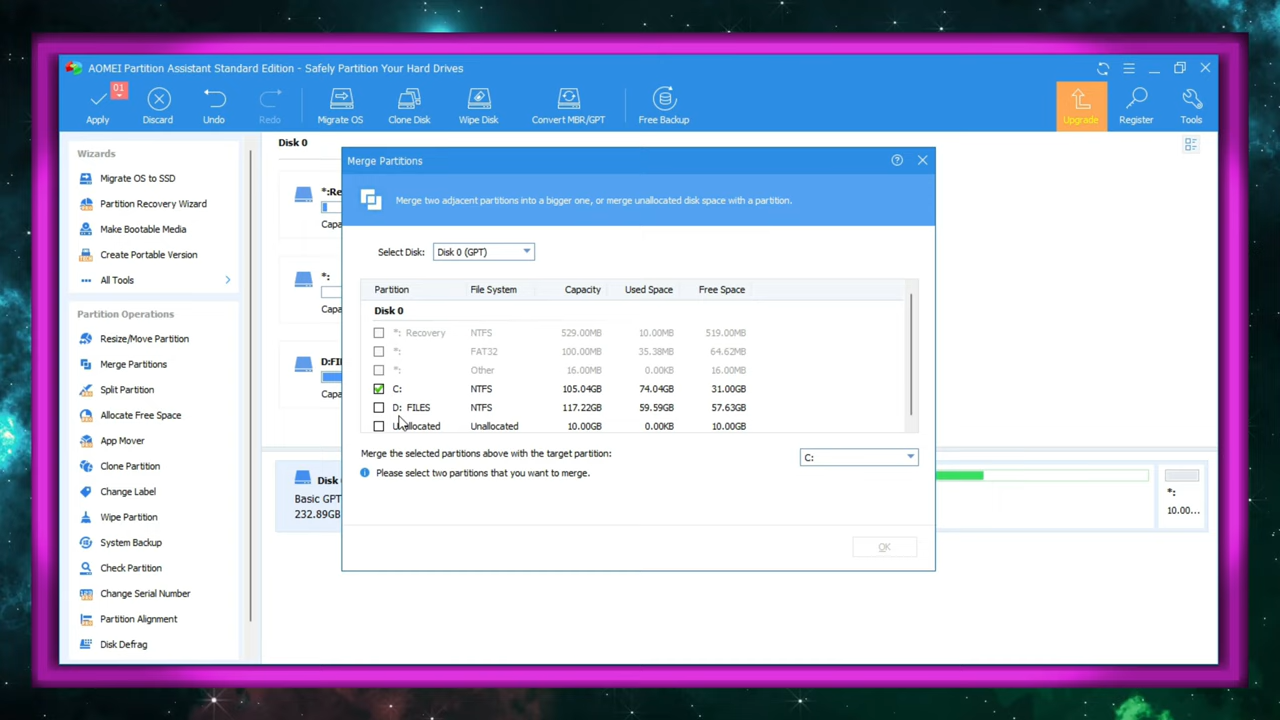 AOMEI Partition Assistant Standard Edition - Safely Partition Your Hard Drives
01
Apply
Discard
Undo
Redo
Migrate OS
Clone Disk
Wipe Disk
Convert MBR/GPT
Free Backup
Upgrade
Register
Tools
Wizards
Migrate OS to SSD
Partition Recovery Wizard
Make Bootable Media
Create Portable Version
All Tools
Partition Operations
Resize/Move Partition
Merge Partitions
Split Partition
Allocate Free Space
App Mover
Clone Partition
Change Label
Wipe Partition
System Backup
Check Partition
Change Serial Number
Partition Alignment
Disk Defrag
Disk 0
*:Re
Capa
*:
Capa
D:FI
Capa
Merge Partitions
Merge two adjacent partitions into a bigger one, or merge unallocated disk space with a partition.
Select Disk: Disk 0 (GPT)
Partition File System Capacity Used Space Free Space
Disk 0
*: Recovery NTFS 529.00MB 10.00MB 519.00MB
*: FAT32 100.00MB 35.38MB 64.62MB
*: Other 16.00MB 0.00KB 16.00MB
C: NTFS 105.04GB 74.04GB 31.00GB
D: FILES NTFS 117.22GB 59.59GB 57.63GB
Unallocated Unallocated 10.00GB 0.00KB 10.00GB
Merge the selected partitions above with the target partition: C:
Please select two partitions that you want to merge.
OK
Disk
Basic GPT
232.89GB
*:
10.00...